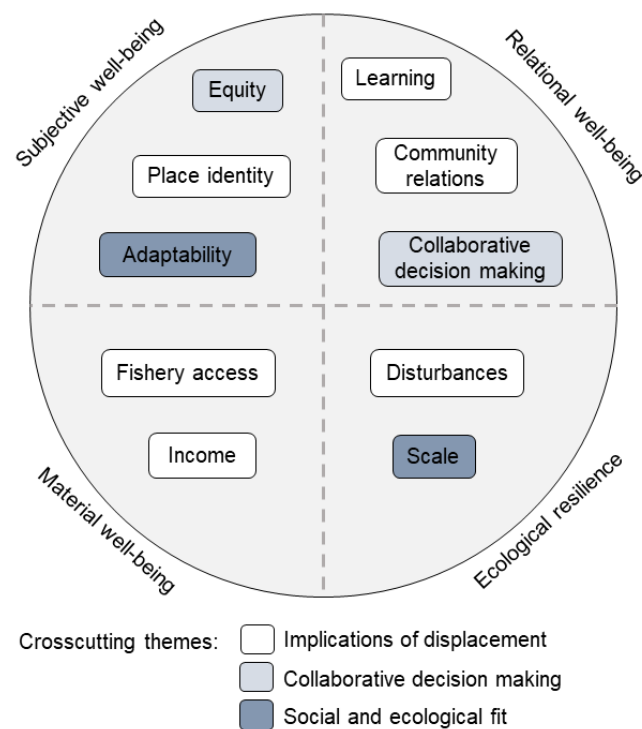 Subjective well-being
Relational well-being
Equity
Learning
Place identity
Community
relations
Adaptability
Collaborative
decision making
Fishery access
Disturbances
Income
Scale
Material well-being
Ecological resilience
Crosscutting themes:
Implications of displacement
Collaborative decision making
Social and ecological fit